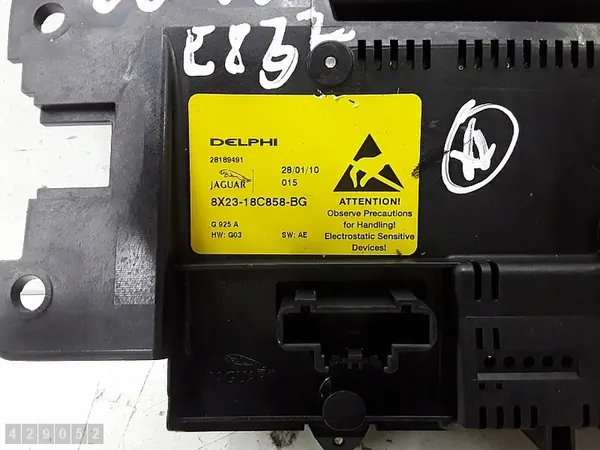 DELPHI
28189491
28/01/10
JAGUAR 015
8X23-18C858-BG
G 925 A
HW: G03 SW: AE
ATTENTION!
Observe Precautions
for Handling!
Electrostatic Sensitive
Devices!
JAGUAR
429052